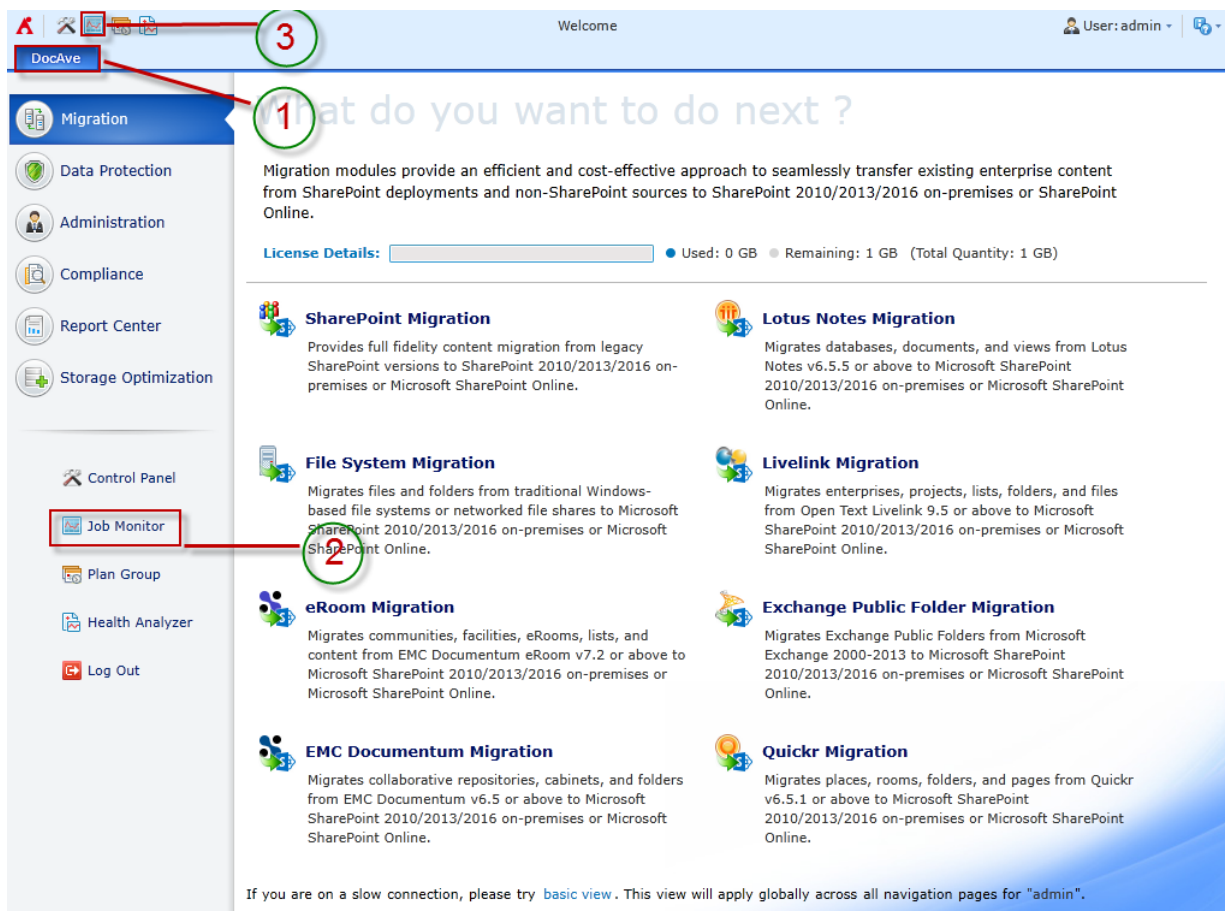 Welcome
User: admin
3
DocAve
Migration
1
What do you want to do next ?
Data Protection
Administration
Compliance
Report Center
Storage Optimization
Migration modules provide an efficient and cost-effective approach to seamlessly transfer existing enterprise content
from SharePoint deployments and non-SharePoint sources to SharePoint 2010/2013/2016 on-premises or SharePoint
Online.
License Details:
Used: 0 GB
Remaining: 1 GB
(Total Quantity: 1 GB)
Control Panel
Job Monitor
2
Plan Group
Health Analyzer
Log Out
SharePoint Migration
Provides full fidelity content migration from legacy
SharePoint versions to SharePoint 2010/2013/2016 on-
premises or Microsoft SharePoint Online.
Lotus Notes Migration
Migrates databases, documents, and views from Lotus
Notes v6.5.5 or above to Microsoft SharePoint
2010/2013/2016 on-premises or Microsoft SharePoint
Online.
File System Migration
Migrates files and folders from traditional Windows-
based file systems or networked file shares to Microsoft
SharePoint 2010/2013/2016 on-premises or Microsoft
SharePoint Online.
Livelink Migration
Migrates enterprises, projects, lists, folders, and files
from Open Text Livelink 9.5 or above to Microsoft
SharePoint 2010/2013/2016 on-premises or Microsoft
SharePoint Online.
eRoom Migration
Migrates communities, facilities, eRooms, lists, and
content from EMC Documentum eRoom v7.2 or above to
Microsoft SharePoint 2010/2013/2016 on-premises or
Microsoft SharePoint Online.
Exchange Public Folder Migration
Migrates Exchange Public Folders from Microsoft
Exchange 2000-2013 to Microsoft SharePoint
2010/2013/2016 on-premises or Microsoft SharePoint
Online.
EMC Documentum Migration
Migrates collaborative repositories, cabinets, and folders
from EMC Documentum v6.5 or above to Microsoft
SharePoint 2010/2013/2016 on-premises or Microsoft
SharePoint Online.
Quickr Migration
Migrates places, rooms, folders, and pages from Quickr
v6.5.1 or above to Microsoft SharePoint
2010/2013/2016 on-premises or Microsoft SharePoint
Online.
If you are on a slow connection, please try basic view. This view will apply globally across all navigation pages for "admin".